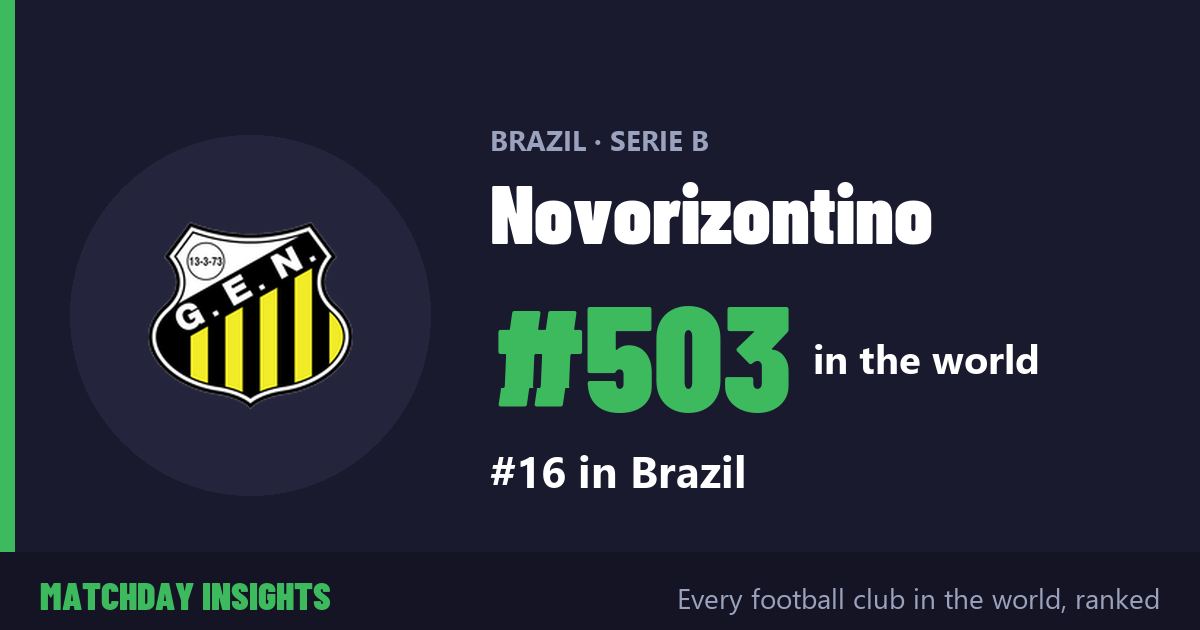 BRAZIL · SERIE B
Novorizontino
13-3-73
G.E.N.
#503 in the world
#16 in Brazil
MATCHDAY INSIGHTS
Every football club in the world, ranked